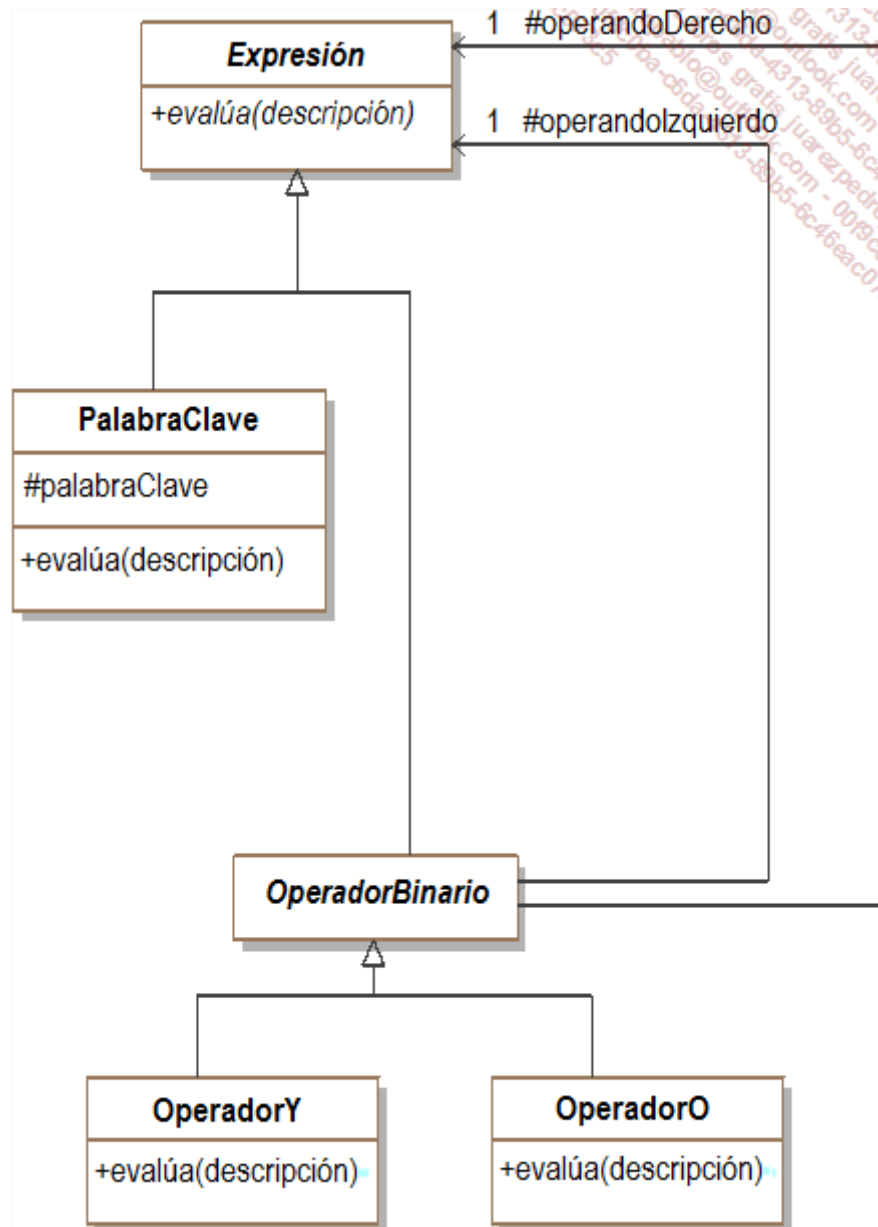 1 #operandoDerecho
Expresión
+evalúa(descripción)
1 #operandoIzquierdo
PalabraClave
#palabraClave
+evalúa(descripción)
OperadorBinario
OperadorY
+evalúa(descripción)
OperadorO
+evalúa(descripción)